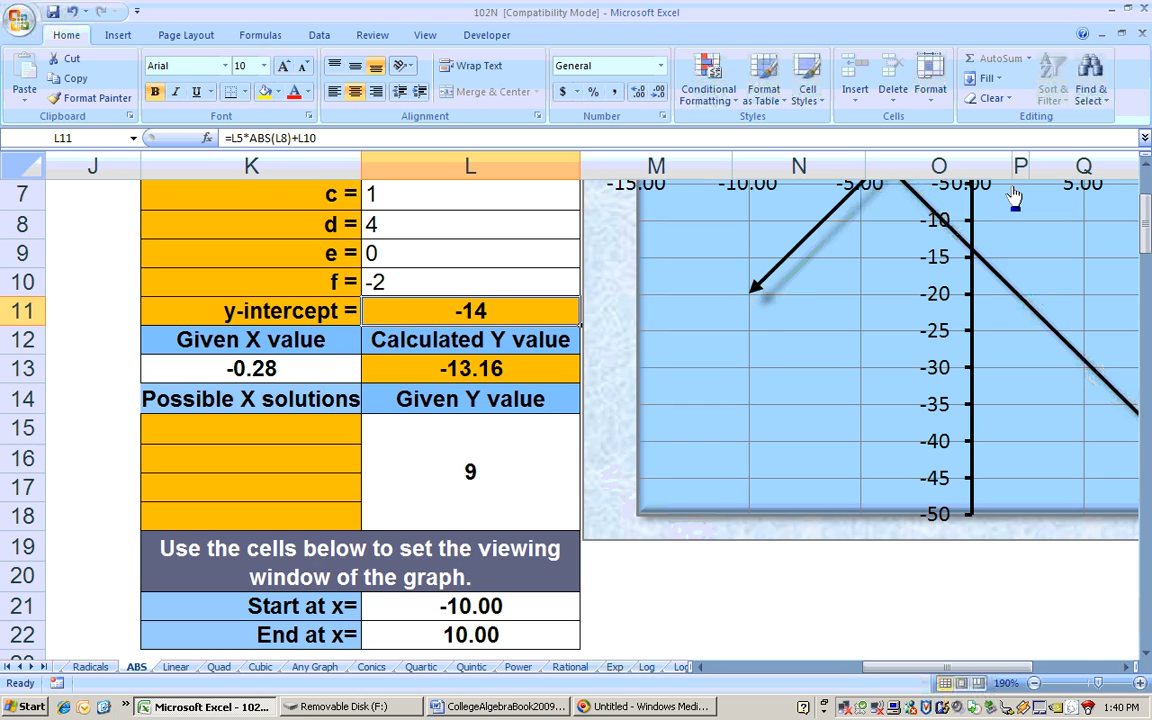 102N [Compatibility Mode] - Microsoft Excel
Home Insert Page Layout Formulas Data Review View Developer
Paste
Cut
Copy
Format Painter
Clipboard
Arial 10
B I U
Font
Wrap Text
Merge & Center
Alignment
General
$ % ,
Number
Conditional Formatting
Format as Table
Cell Styles
Styles
Insert Delete Format
Cells
Σ AutoSum
Fill
Clear
Sort & Filter
Find & Select
Editing
L11 fx =L5*ABS(L8)+L10
J K L M N O P Q
7 c = 1
8 d = 4
9 e = 0
10 f = -2
11 y-intercept = -14
12 Given X value Calculated Y value
13 -0.28 -13.16
14 Possible X solutions Given Y value
15
16 9
17
18
19 Use the cells below to set the viewing
20 window of the graph.
21 Start at x= -10.00
22 End at x= 10.00
-15.00 -10.00 -5.00 -50.00 5.00
-10
-15
-20
-25
-30
-35
-40
-45
-50
Radicals ABS Linear Quad Cubic Any Graph Conics Quartic Quintic Power Rational Exp Log Log
Ready 190%
Start Microsoft Excel - 102... Removable Disk (F:) CollegeAlgebraBook2009... Untitled - Windows Medi... 1:40 PM